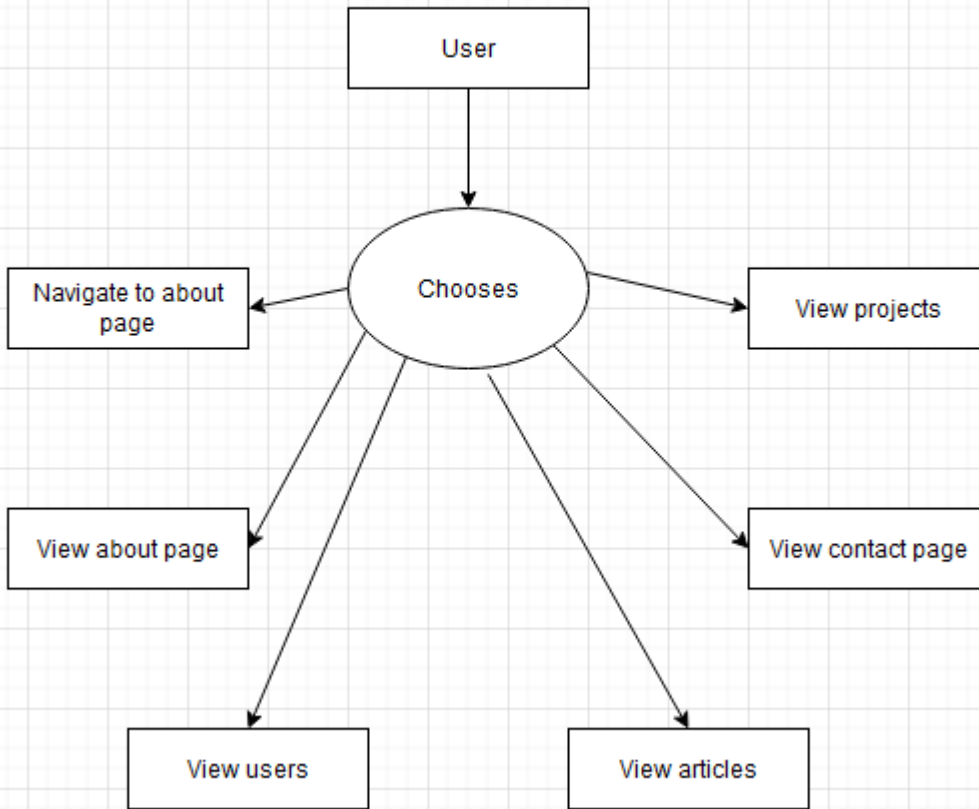 User
Chooses
Navigate to about
page
View projects
View about page
View contact page
View users
View articles